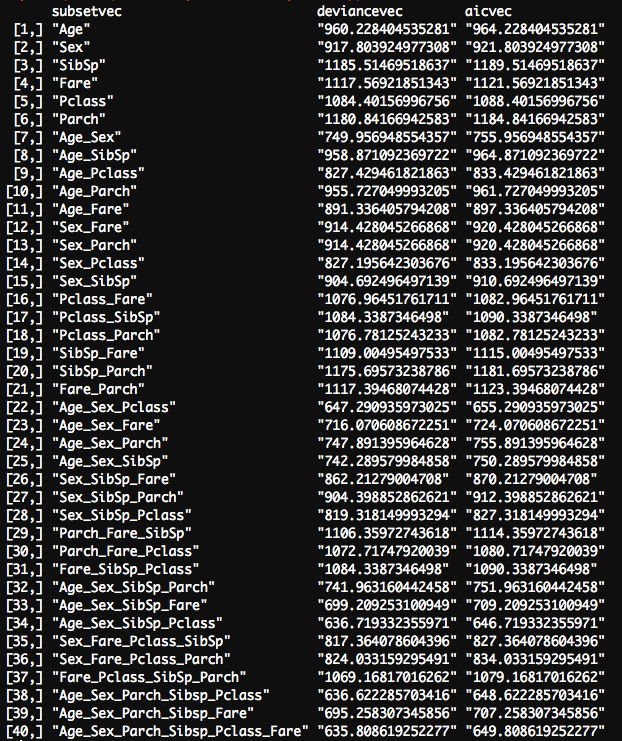 subsetvec deviancevec aicvec
[1,] "Age" "960.228404535281" "964.228404535281"
[2,] "Sex" "917.803924977308" "921.803924977308"
[3,] "SibSp" "1185.51469518637" "1189.51469518637"
[4,] "Fare" "1117.56921851343" "1121.56921851343"
[5,] "Pclass" "1084.40156996756" "1088.40156996756"
[6,] "Parch" "1180.84166942583" "1184.84166942583"
[7,] "Age_Sex" "749.956948554357" "755.956948554357"
[8,] "Age_SibSp" "958.871092369722" "964.871092369722"
[9,] "Age_Pclass" "827.429461821863" "833.429461821863"
[10,] "Age_Parch" "955.727049993205" "961.727049993205"
[11,] "Age_Fare" "891.336405794208" "897.336405794208"
[12,] "Sex_Fare" "914.428045266868" "920.428045266868"
[13,] "Sex_Parch" "914.428045266868" "920.428045266868"
[14,] "Sex_Pclass" "827.195642303676" "833.195642303676"
[15,] "Sex_SibSp" "904.692496497139" "910.692496497139"
[16,] "Pclass_Fare" "1076.96451761711" "1082.96451761711"
[17,] "Pclass_SibSp" "1084.3387346498" "1090.3387346498"
[18,] "Pclass_Parch" "1076.78125243233" "1082.78125243233"
[19,] "SibSp_Fare" "1109.00495497533" "1115.00495497533"
[20,] "SibSp_Parch" "1175.69573238786" "1181.69573238786"
[21,] "Fare_Parch" "1117.39468074428" "1123.39468074428"
[22,] "Age_Sex_Pclass" "647.290935973025" "655.290935973025"
[23,] "Age_Sex_Fare" "716.070608672251" "724.070608672251"
[24,] "Age_Sex_Parch" "747.891395964628" "755.891395964628"
[25,] "Age_Sex_SibSp" "742.289579984858" "750.289579984858"
[26,] "Sex_SibSp_Fare" "862.21279004708" "870.21279004708"
[27,] "Sex_SibSp_Parch" "904.398852862621" "912.398852862621"
[28,] "Sex_SibSp_Pclass" "819.318149993294" "827.318149993294"
[29,] "Parch_Fare_SibSp" "1106.35972743618" "1114.35972743618"
[30,] "Parch_Fare_Pclass" "1072.71747920039" "1080.71747920039"
[31,] "Fare_SibSp_Pclass" "1084.3387346498" "1090.3387346498"
[32,] "Age_Sex_SibSp_Parch" "741.963160442458" "751.963160442458"
[33,] "Age_Sex_SibSp_Fare" "699.209253100949" "709.209253100949"
[34,] "Age_Sex_SibSp_Pclass" "636.719332355971" "646.719332355971"
[35,] "Sex_Fare_Pclass_SibSp" "817.364078604396" "827.364078604396"
[36,] "Sex_Fare_Pclass_Parch" "824.033159295491" "834.033159295491"
[37,] "Fare_Pclass_SibSp_Parch" "1069.16817016262" "1079.16817016262"
[38,] "Age_Sex_Parch_Sibsp_Pclass" "636.622285703416" "648.622285703416"
[39,] "Age_Sex_Parch_Sibsp_Fare" "695.258307345856" "707.258307345856"
[40,] "Age_Sex_Parch_Sibsp_Pclass_Fare" "635.808619252277" "649.808619252277"